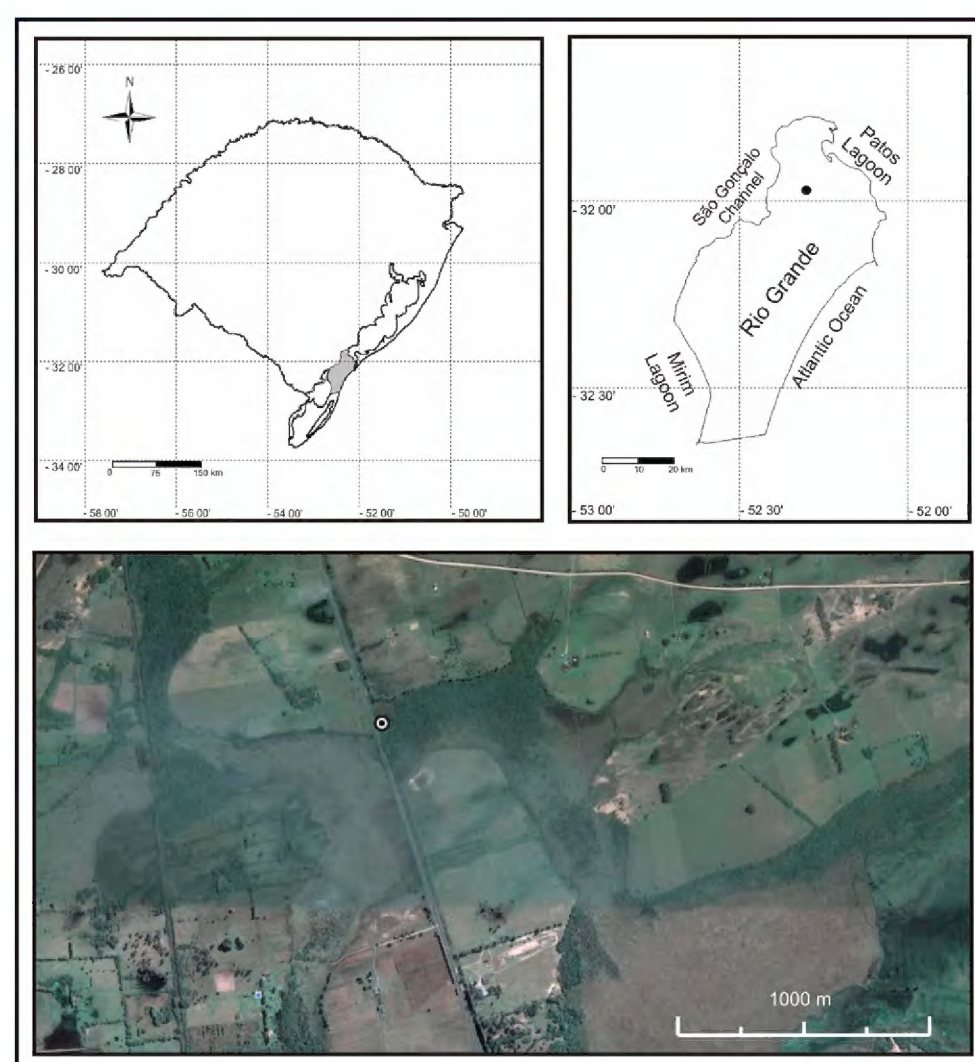 - 26 00'
N
- 28 00'
- 30 00'
- 32 00'
- 34 00'
0 75 150 km
- 58 00' - 56 00' - 54 00' - 52 00' - 50 00'
Patos
Lagoon
São Gonçalo
Channel
- 32 00'
Rio Grande
Atlantic Ocean
Mirim
Lagoon
- 32 30'
0 10 20 km
- 53 00' - 52 30' - 52 00'
1000 m